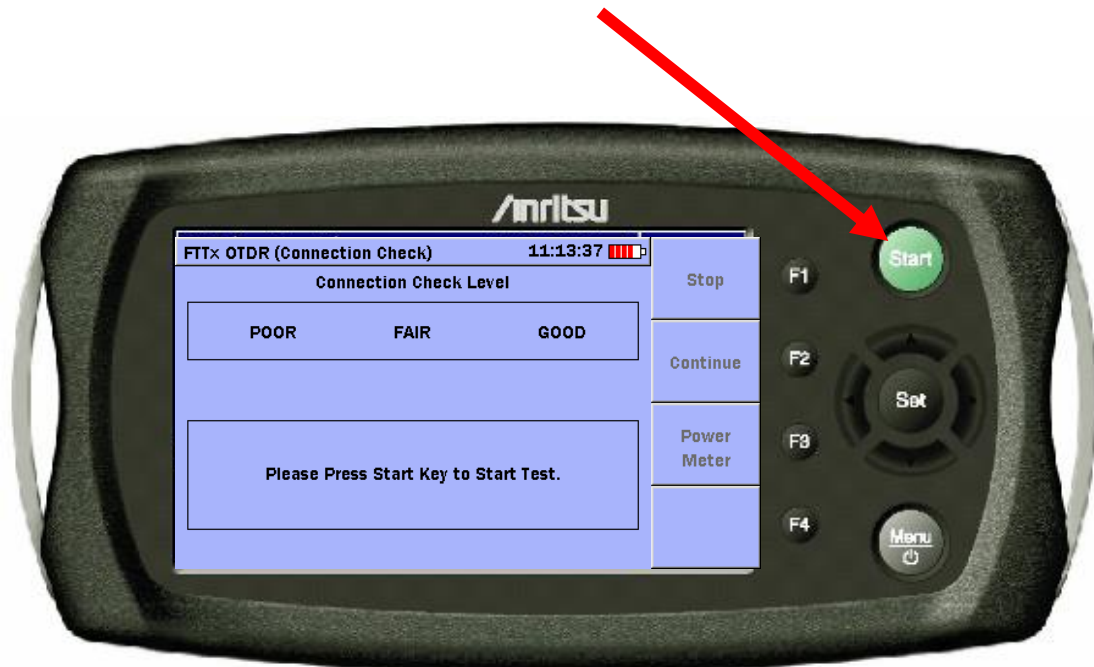 Anritsu
FTTx OTDR (Connection Check) 11:13:37
Connection Check Level
POOR FAIR GOOD
Please Press Start Key to Start Test.
Stop
Continue
Power
Meter
F1
F2
F3
F4
Start
Set
Menu